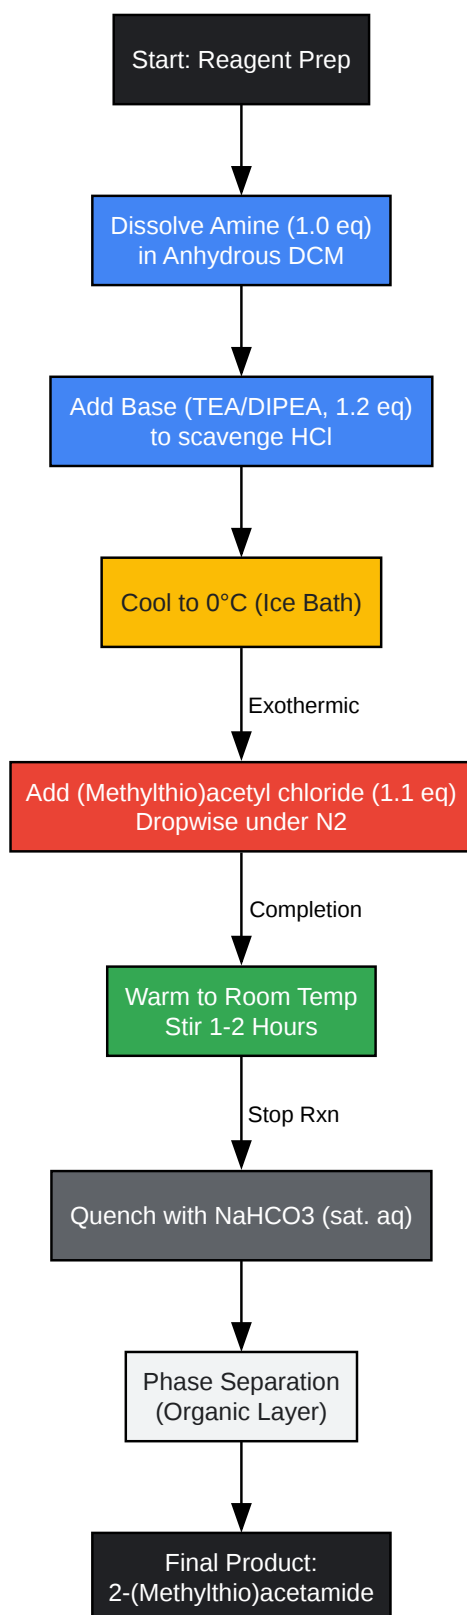 Start: Reagent Prep
Dissolve Amine (1.0 eq)
in Anhydrous DCM
Add Base (TEA/DIPEA, 1.2 eq)
to scavenge HCl
Cool to 0°C (Ice Bath)
Exothermic
Add (Methylthio)acetyl chloride (1.1 eq)
Dropwise under N2
Completion
Warm to Room Temp
Stir 1-2 Hours
Stop Rxn
Quench with NaHCO3 (sat. aq)
Phase Separation
(Organic Layer)
Final Product:
2-(Methylthio)acetamide